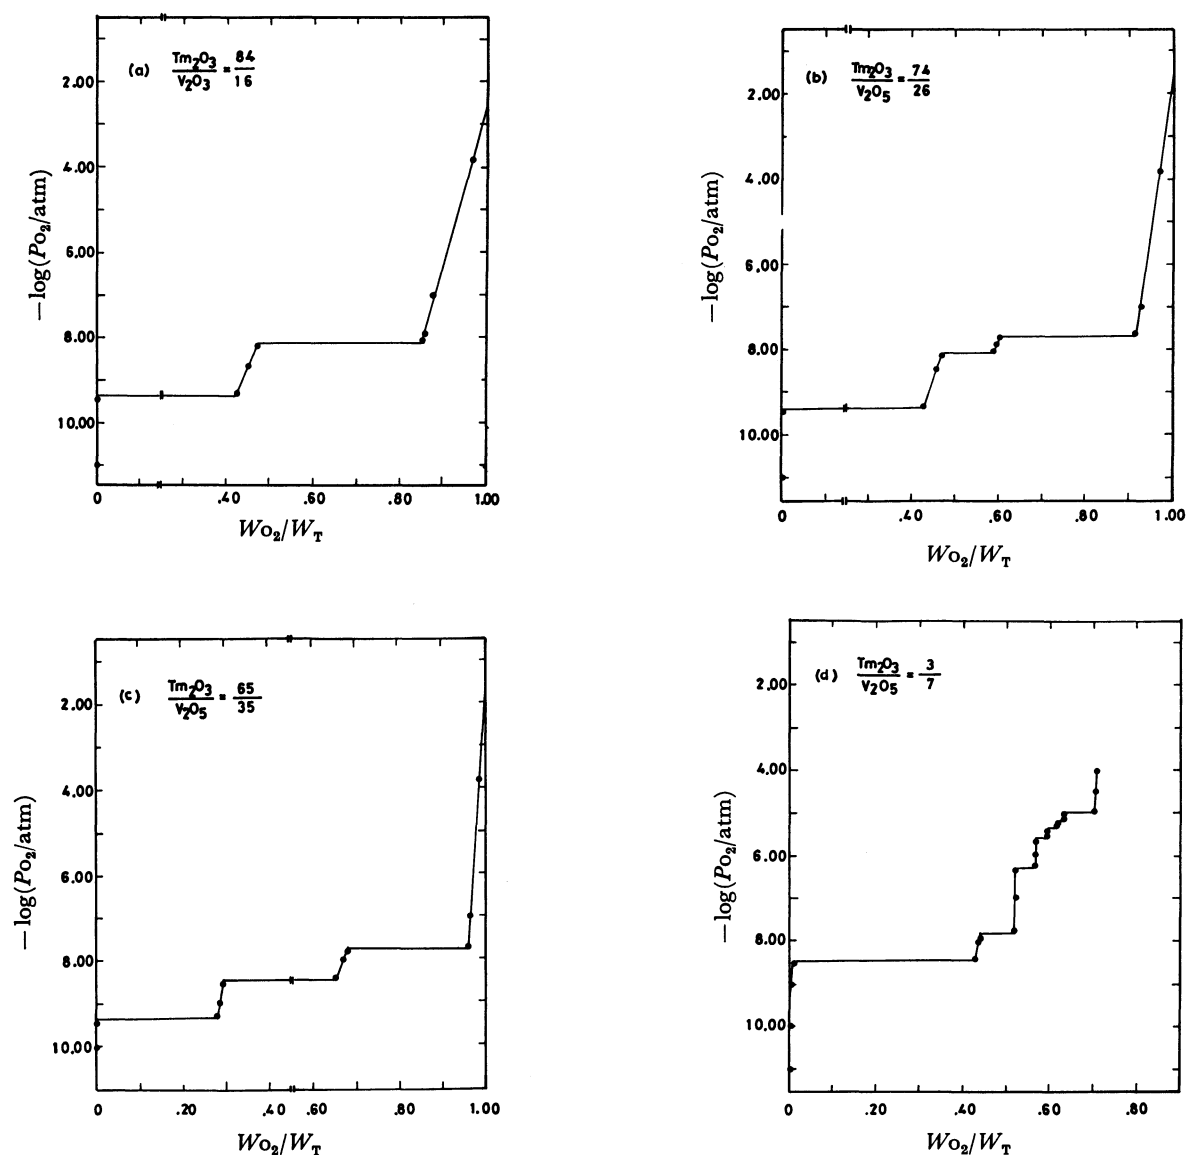 (a) Tm2O3/V2O3 = 84/16
2.00
4.00
6.00
8.00
10.00
—log(Po2/atm)
0 .40 .60 .80 1.00
Wo2/WT
(b) Tm2O3/V2O5 = 74/26
2.00
4.00
6.00
8.00
10.00
—log(Po2/atm)
0 .40 .60 .80 1.00
Wo2/WT
(c) Tm2O3/V2O5 = 65/35
2.00
4.00
6.00
8.00
10.00
—log(Po2/atm)
0 .20 .40 .60 .80 1.00
Wo2/WT
(d) Tm2O3/V2O5 = 3/7
2.00
4.00
6.00
8.00
10.00
—log(Po2/atm)
0 .20 .40 .60 .80
Wo2/WT